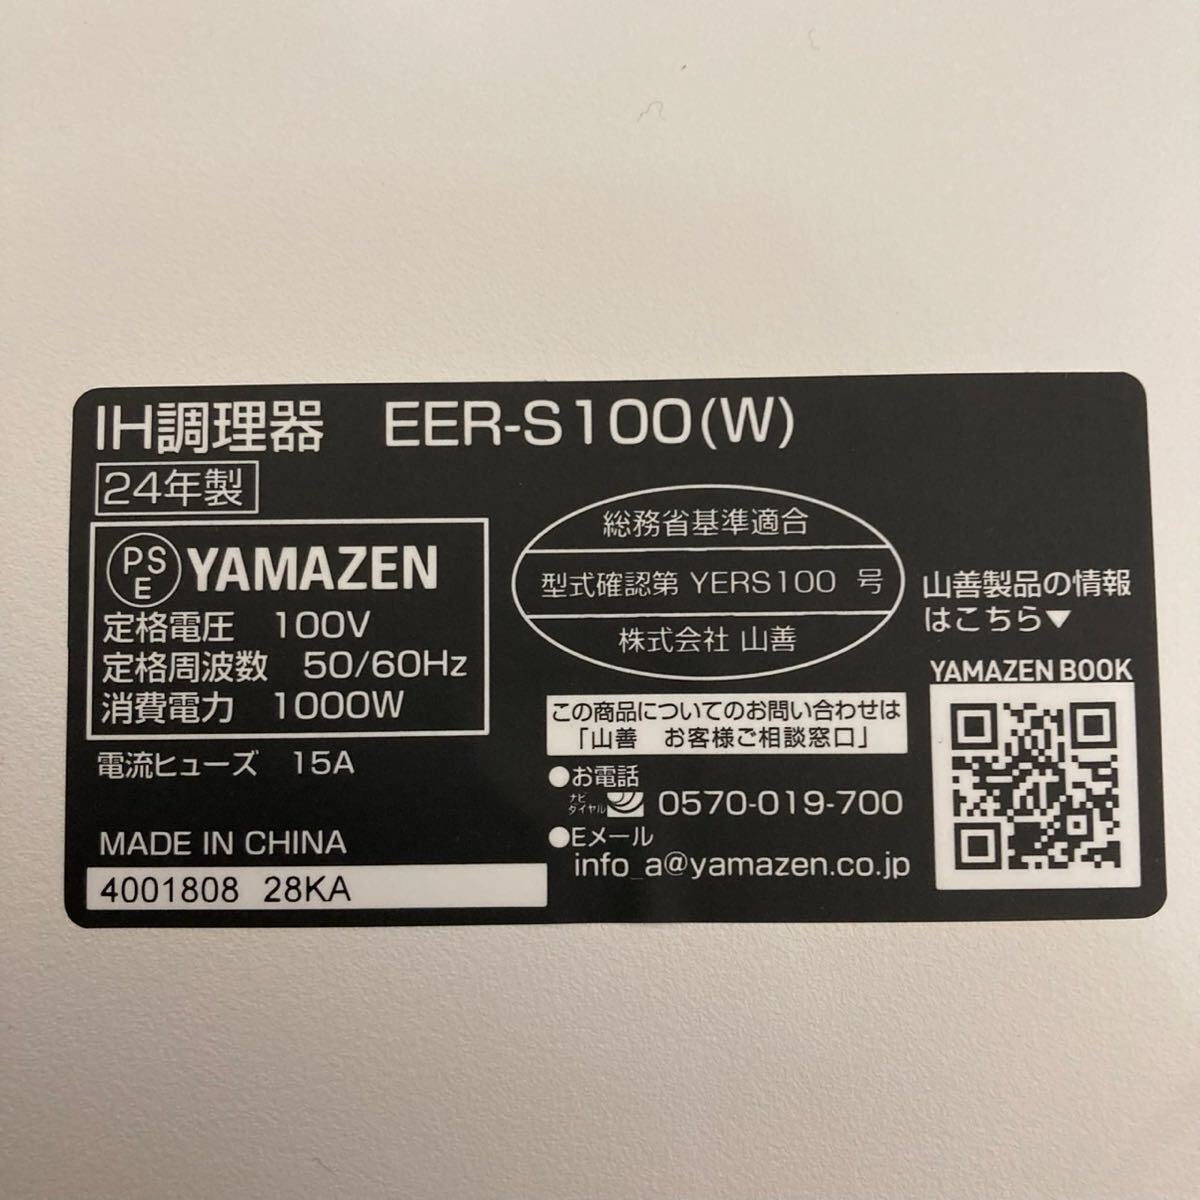 IH調理器 EER-S100(W)
24年製
PS
E
YAMAZEN
定格電圧 100V
定格周波数 50/60Hz
消費電力 1000W
電流ヒューズ 15A
MADE IN CHINA
4001808 28KA
総務省基準適合
型式確認第 YERS100 号
株式会社 山善
この商品についてのお問い合わせは
「山善 お客様ご相談窓口」
●お電話
ナビ
ダイヤル
0570-019-700
●Eメール
info_a@yamazen.co.jp
山善製品の情報
はこちら▼
YAMAZEN BOOK